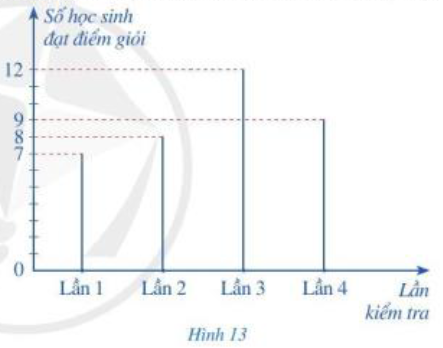 Số học sinh
đạt điểm giỏi
12
9
8
7
0
Lần 1 Lần 2 Lần 3 Lần 4 Lần
kiểm tra
Hình 13